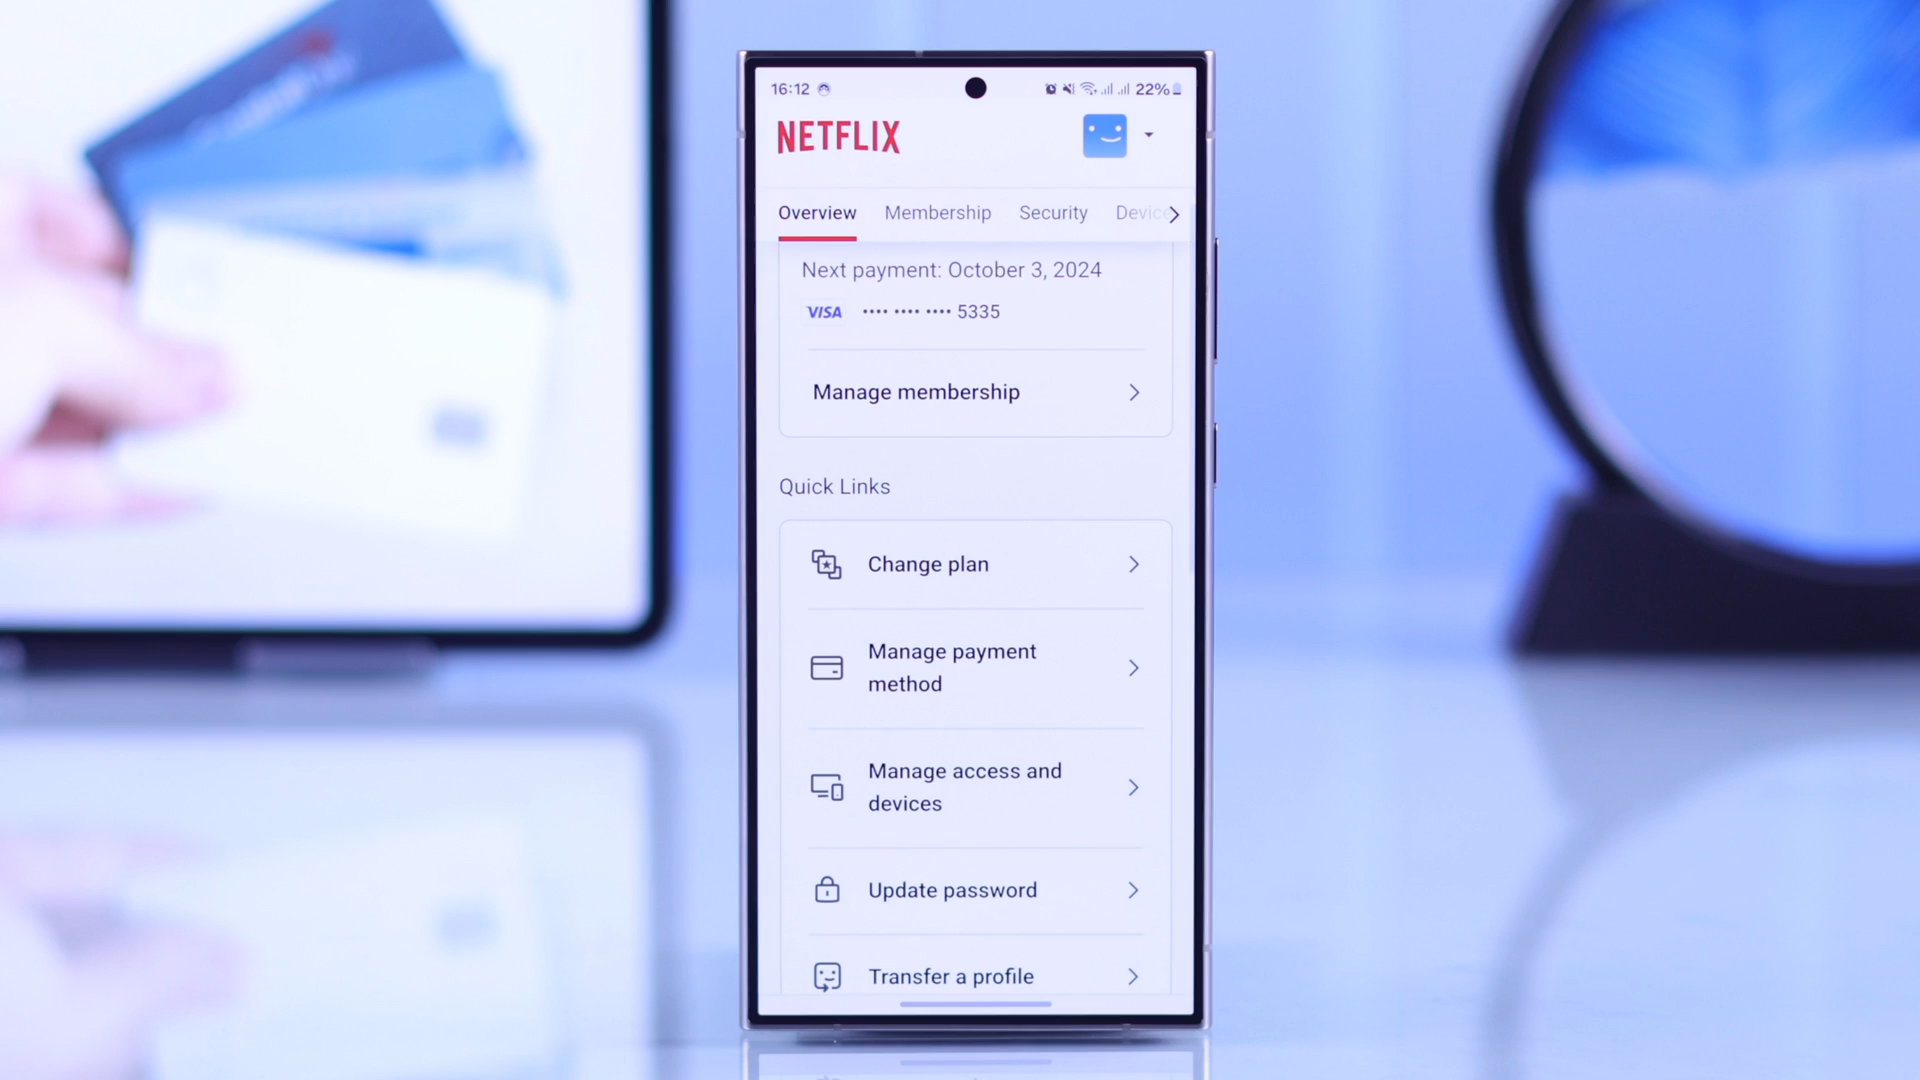 16:12
22%
NETFLIX
Overview Membership Security Device
Next payment: October 3, 2024
VISA •••• •••• •••• 5335
Manage membership
Quick Links
Change plan
Manage payment
method
Manage access and
devices
Update password
Transfer a profile